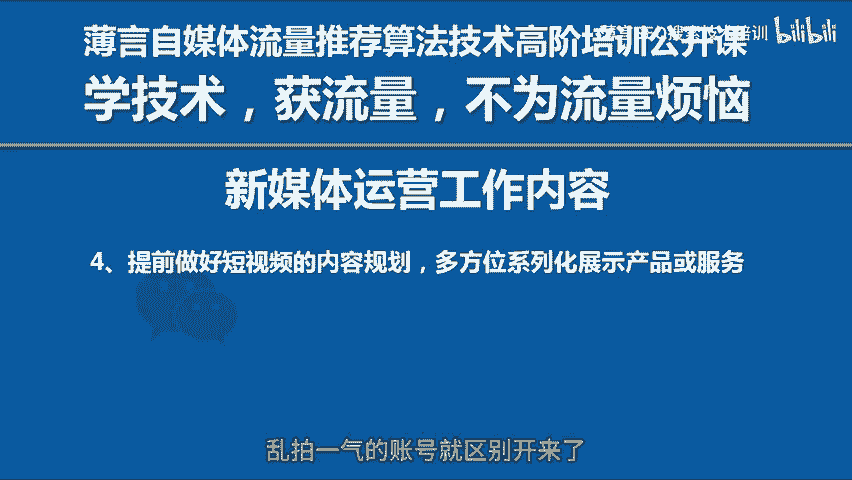 薄言自媒体流量推荐算法技术高阶培训公开课
bilibili
学技术，获流量，不为流量烦恼
新媒体运营工作内容
4、提前做好短视频的内容规划，多方位系列化展示产品或服务
乱拍一气的账号就区别开来了